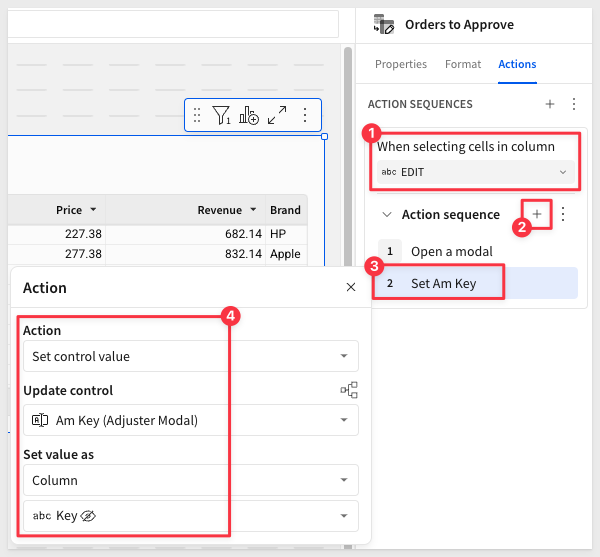 Orders to Approve
Properties Format Actions
ACTION SEQUENCES
1
When selecting cells in column
abc EDIT
Action sequence
2
1 Open a modal
3
2 Set Am Key
1
Price Revenue Brand
227.38 682.14 HP
277.38 832.14 Apple
Action
4
Action
Set control value
Update control
Am Key (Adjuster Modal)
Set value as
Column
abc Key